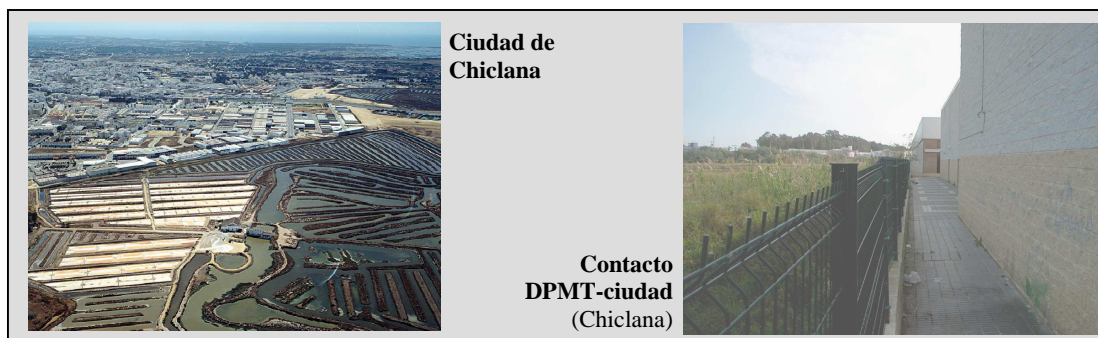 Ciudad de
Chiclana
Contacto
DPMT-ciudad
(Chiclana)